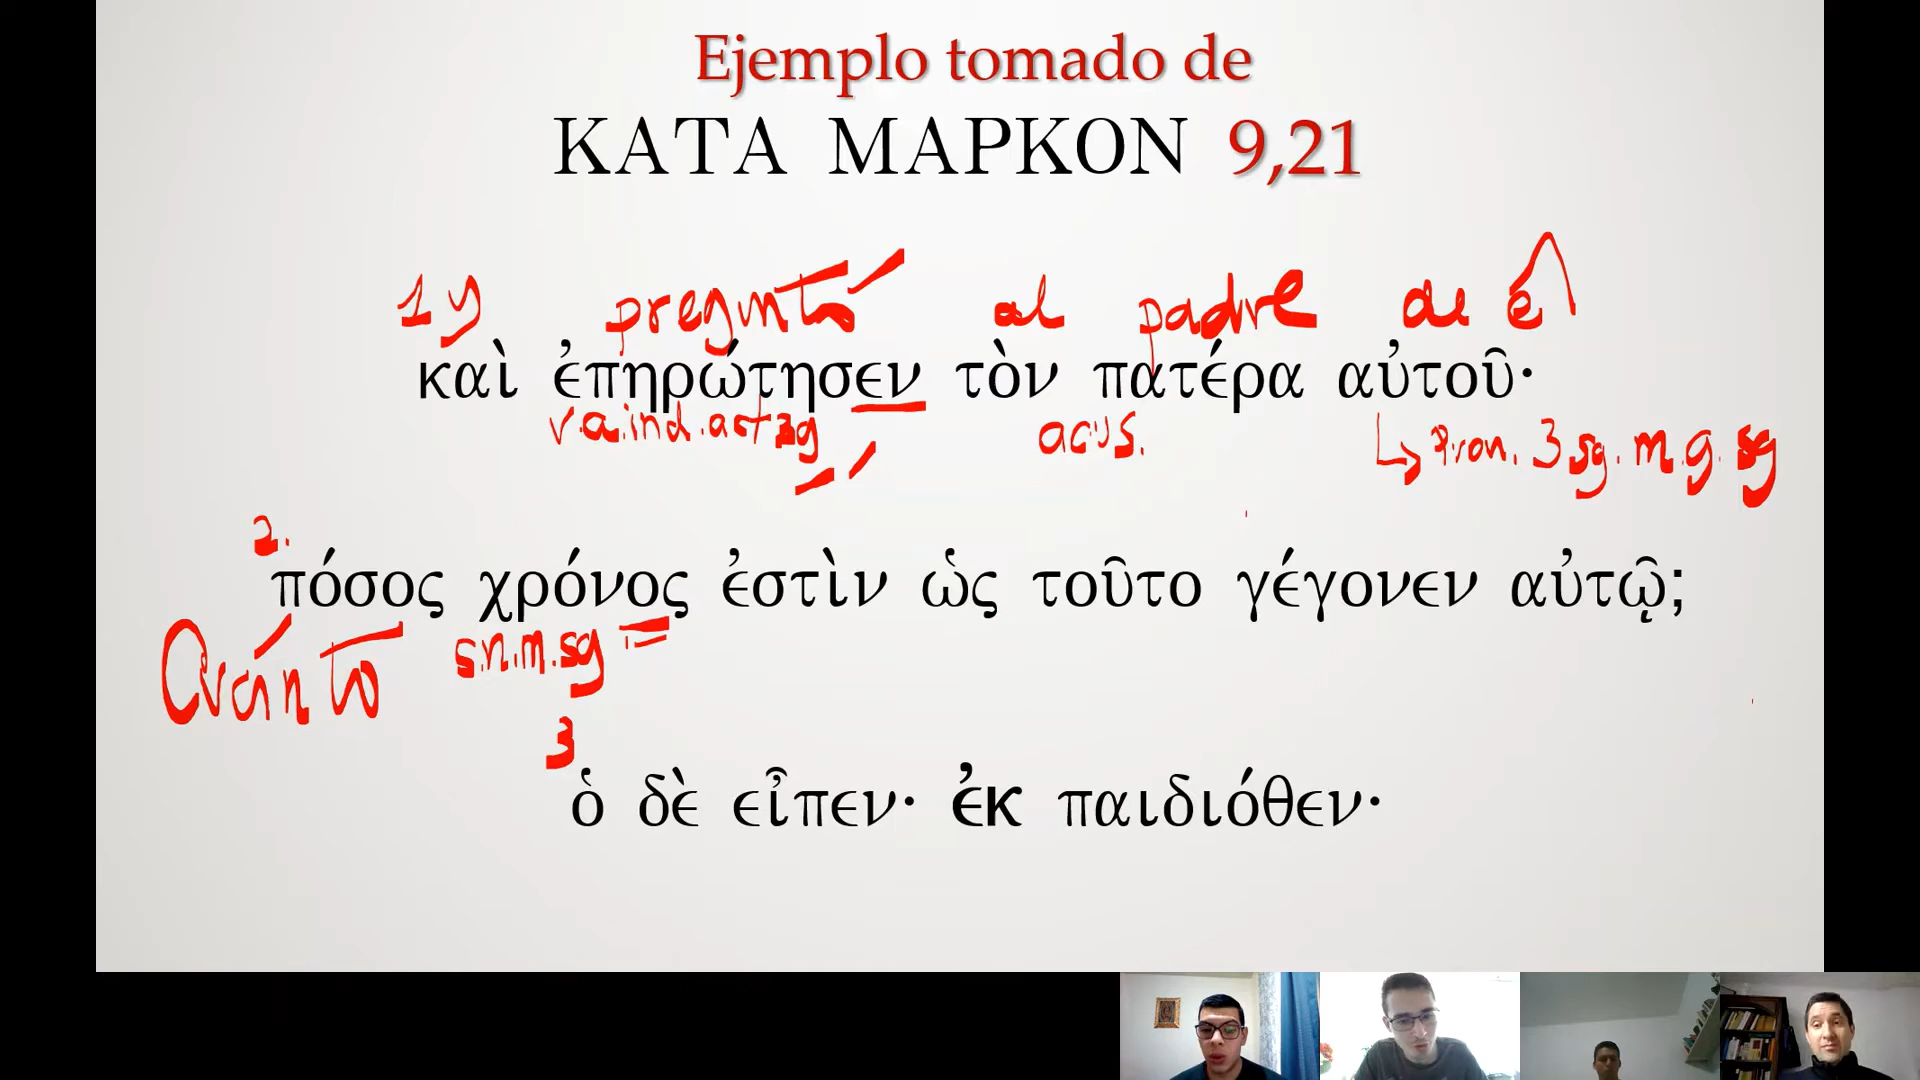 Ejemplo tomado de
ΚΑΤΑ ΜΑΡΚΟΝ 9,21
1 y preguntó al padre de él
καὶ ἐπηρώτησεν τὸν πατέρα αὐτοῦ·
v.a.ind.act 3g acus. Pron. 3 sg. m. g. sg
2.
πόσος χρόνος ἐστὶν ὡς τοῦτο γέγονεν αὐτῷ;
Cuánto s.n.m.sg
3
ὁ δὲ εἶπεν· ἐκ παιδιόθεν·